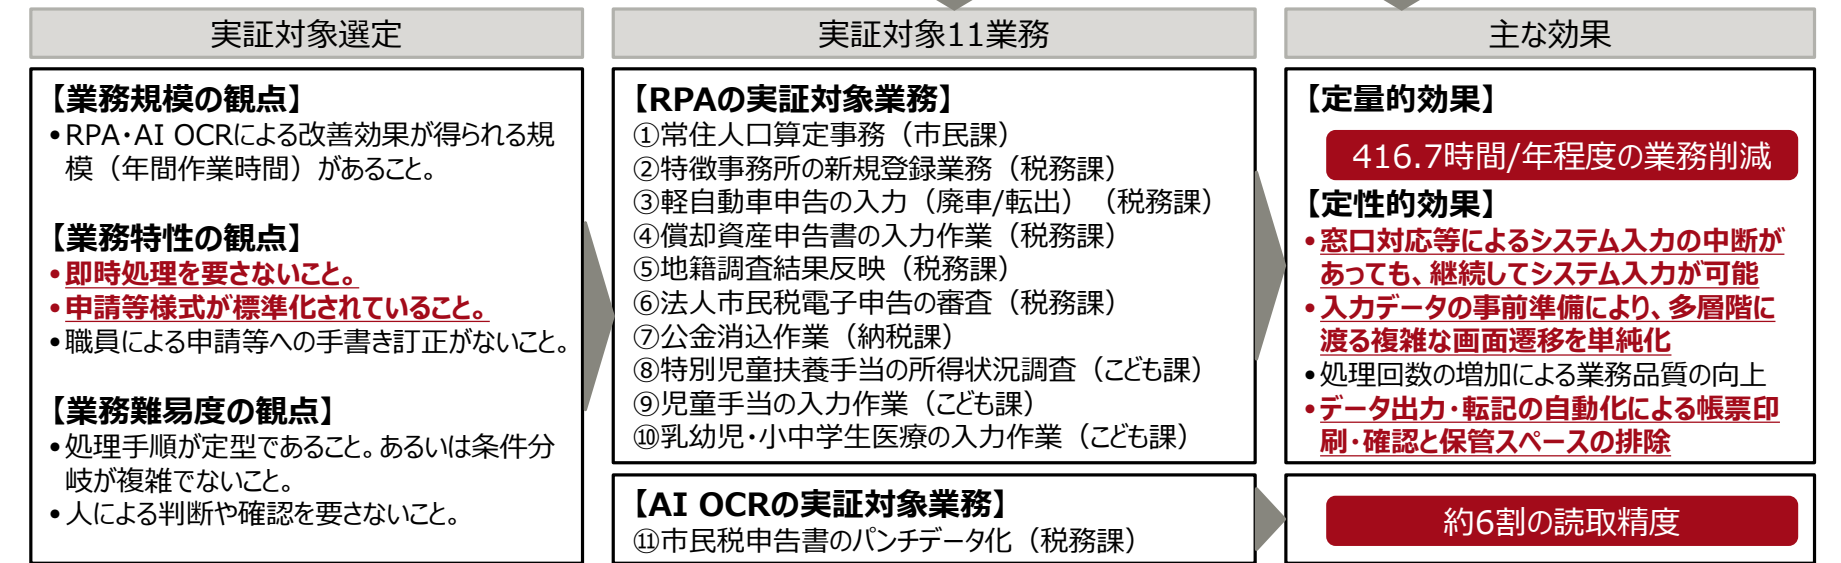 実証対象選定
【業務規模の観点】
•RPA・AI OCRによる改善効果が得られる規
模（年間作業時間）があること。
【業務特性の観点】
•即時処理を要さないこと。
•申請等様式が標準化されていること。
•職員による申請等への手書き訂正がないこと。
【業務難易度の観点】
•処理手順が定型であること。あるいは条件分
岐が複雑でないこと。
•人による判断や確認を要さないこと。
実証対象11業務
【RPAの実証対象業務】
①常住人口算定事務（市民課）
②特徴事務所の新規登録業務（税務課）
③軽自動車申告の入力（廃車/転出）（税務課）
④償却資産申告書の入力作業（税務課）
⑤地籍調査結果反映（税務課）
⑥法人市民税電子申告の審査（税務課）
⑦公金消込作業（納税課）
⑧特別児童扶養手当の所得状況調査（こども課）
⑨児童手当の入力作業（こども課）
⑩乳幼児・小中学生医療の入力作業（こども課）
【AI OCRの実証対象業務】
⑪市民税申告書のパンチデータ化（税務課）
主な効果
【定量的効果】
416.7時間/年程度の業務削減
【定性的効果】
•窓口対応等によるシステム入力の中断が
あっても、継続してシステム入力が可能
•入力データの事前準備により、多層階に
渡る複雑な画面遷移を単純化
•処理回数の増加による業務品質の向上
•データ出力・転記の自動化による帳票印
刷・確認と保管スペースの排除
約6割の読取精度